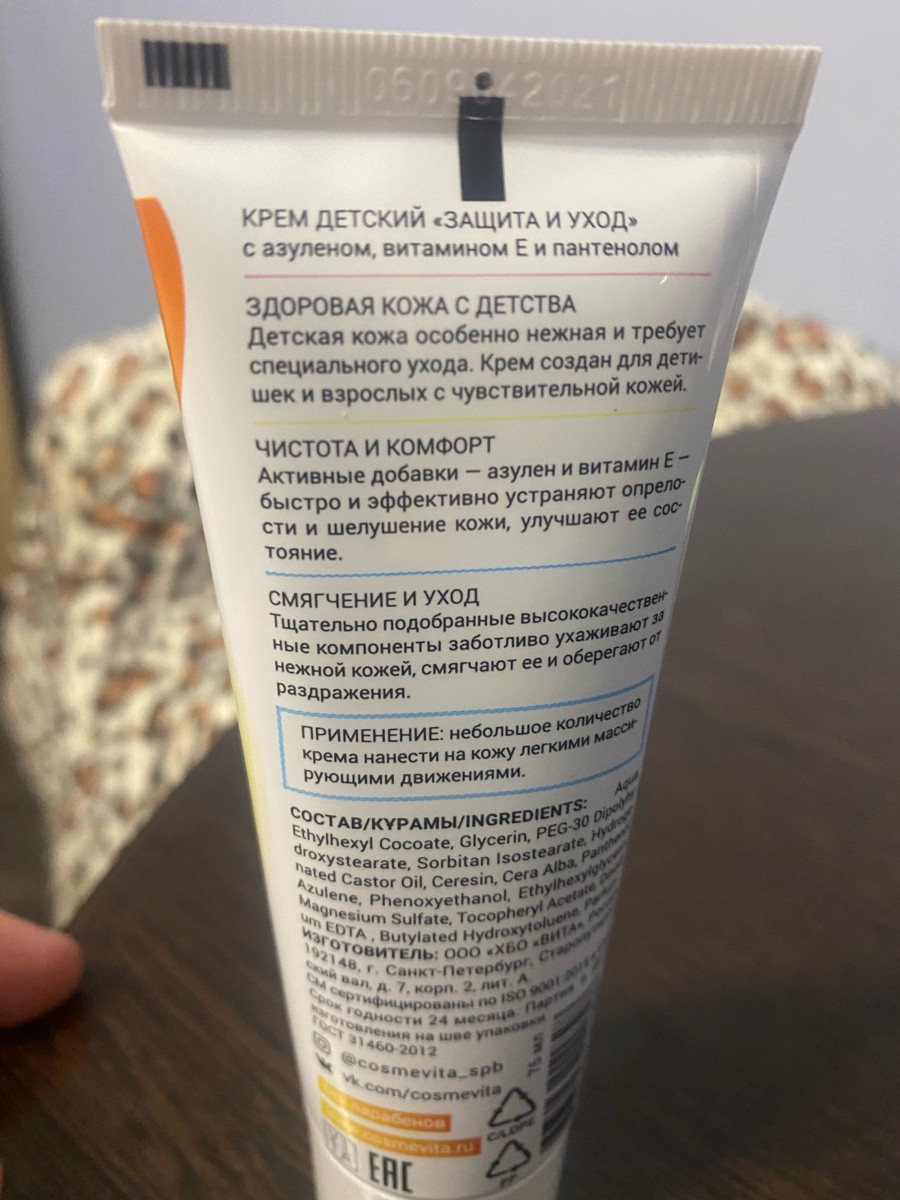 КРЕМ ДЕТСКИЙ «ЗАЩИТА И УХОД»
с азуленом, витамином Е и пантенолом
ЗДОРОВАЯ КОЖА С ДЕТСТВА
Детская кожа особенно нежная и требует
специального ухода. Крем создан для дети-
шек и взрослых с чувствительной кожей.
ЧИСТОТА И КОМФОРТ
Активные добавки — азулен и витамин Е —
быстро и эффективно устраняют опрело-
сти и шелушение кожи, улучшают ее сос-
тояние.
СМЯГЧЕНИЕ И УХОД
Тщательно подобранные высококачествен-
ные компоненты заботливо ухаживают за
нежной кожей, смягчают ее и оберегают от
раздражения.
ПРИМЕНЕНИЕ: небольшое количество
крема нанести на кожу легкими масси-
рующими движениями.
СОСТАВ/КҰРАМЫ/INGREDIENTS: Aqua,
Ethylhexyl Cocoate, Glycerin, PEG-30 Dipolyhy-
droxystearate, Sorbitan Isostearate, Hydroge-
nated Castor Oil, Ceresin, Cera Alba, Panthenol,
Azulene, Phenoxyethanol, Ethylhexylglycerin,
Magnesium Sulfate, Tocopheryl Acetate,
um EDTA , Butylated Hydroxytoluene,
ИЗГОТОВИТЕЛЬ: ООО «ХБО «ВИТА»,
192148, г. Санкт-Петербург,
ский вал, д. 7, корп. 2, лит. А.
СМ сертифицированы по ISO 9001:2015
Срок годности 24 месяца. Партия
изготовления на шве упаковки
ГОСТ 31460-2012
@cosmevita_spb
vk.com/cosmevita
75 мл
парабенов
www.cosmevita.ru
C/LDPE
EAC
PP